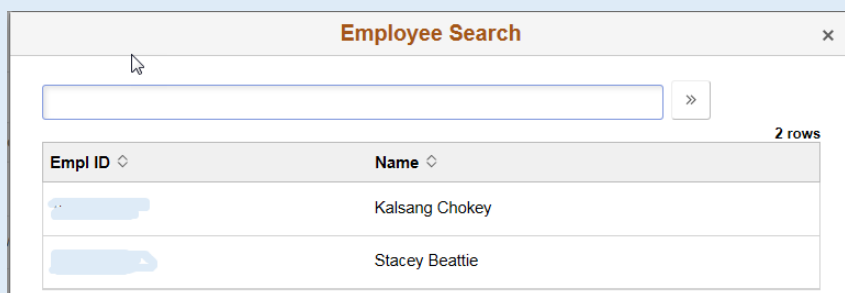 Employee Search
2 rows
Empl ID Name
Kalsang Chokey
Stacey Beattie